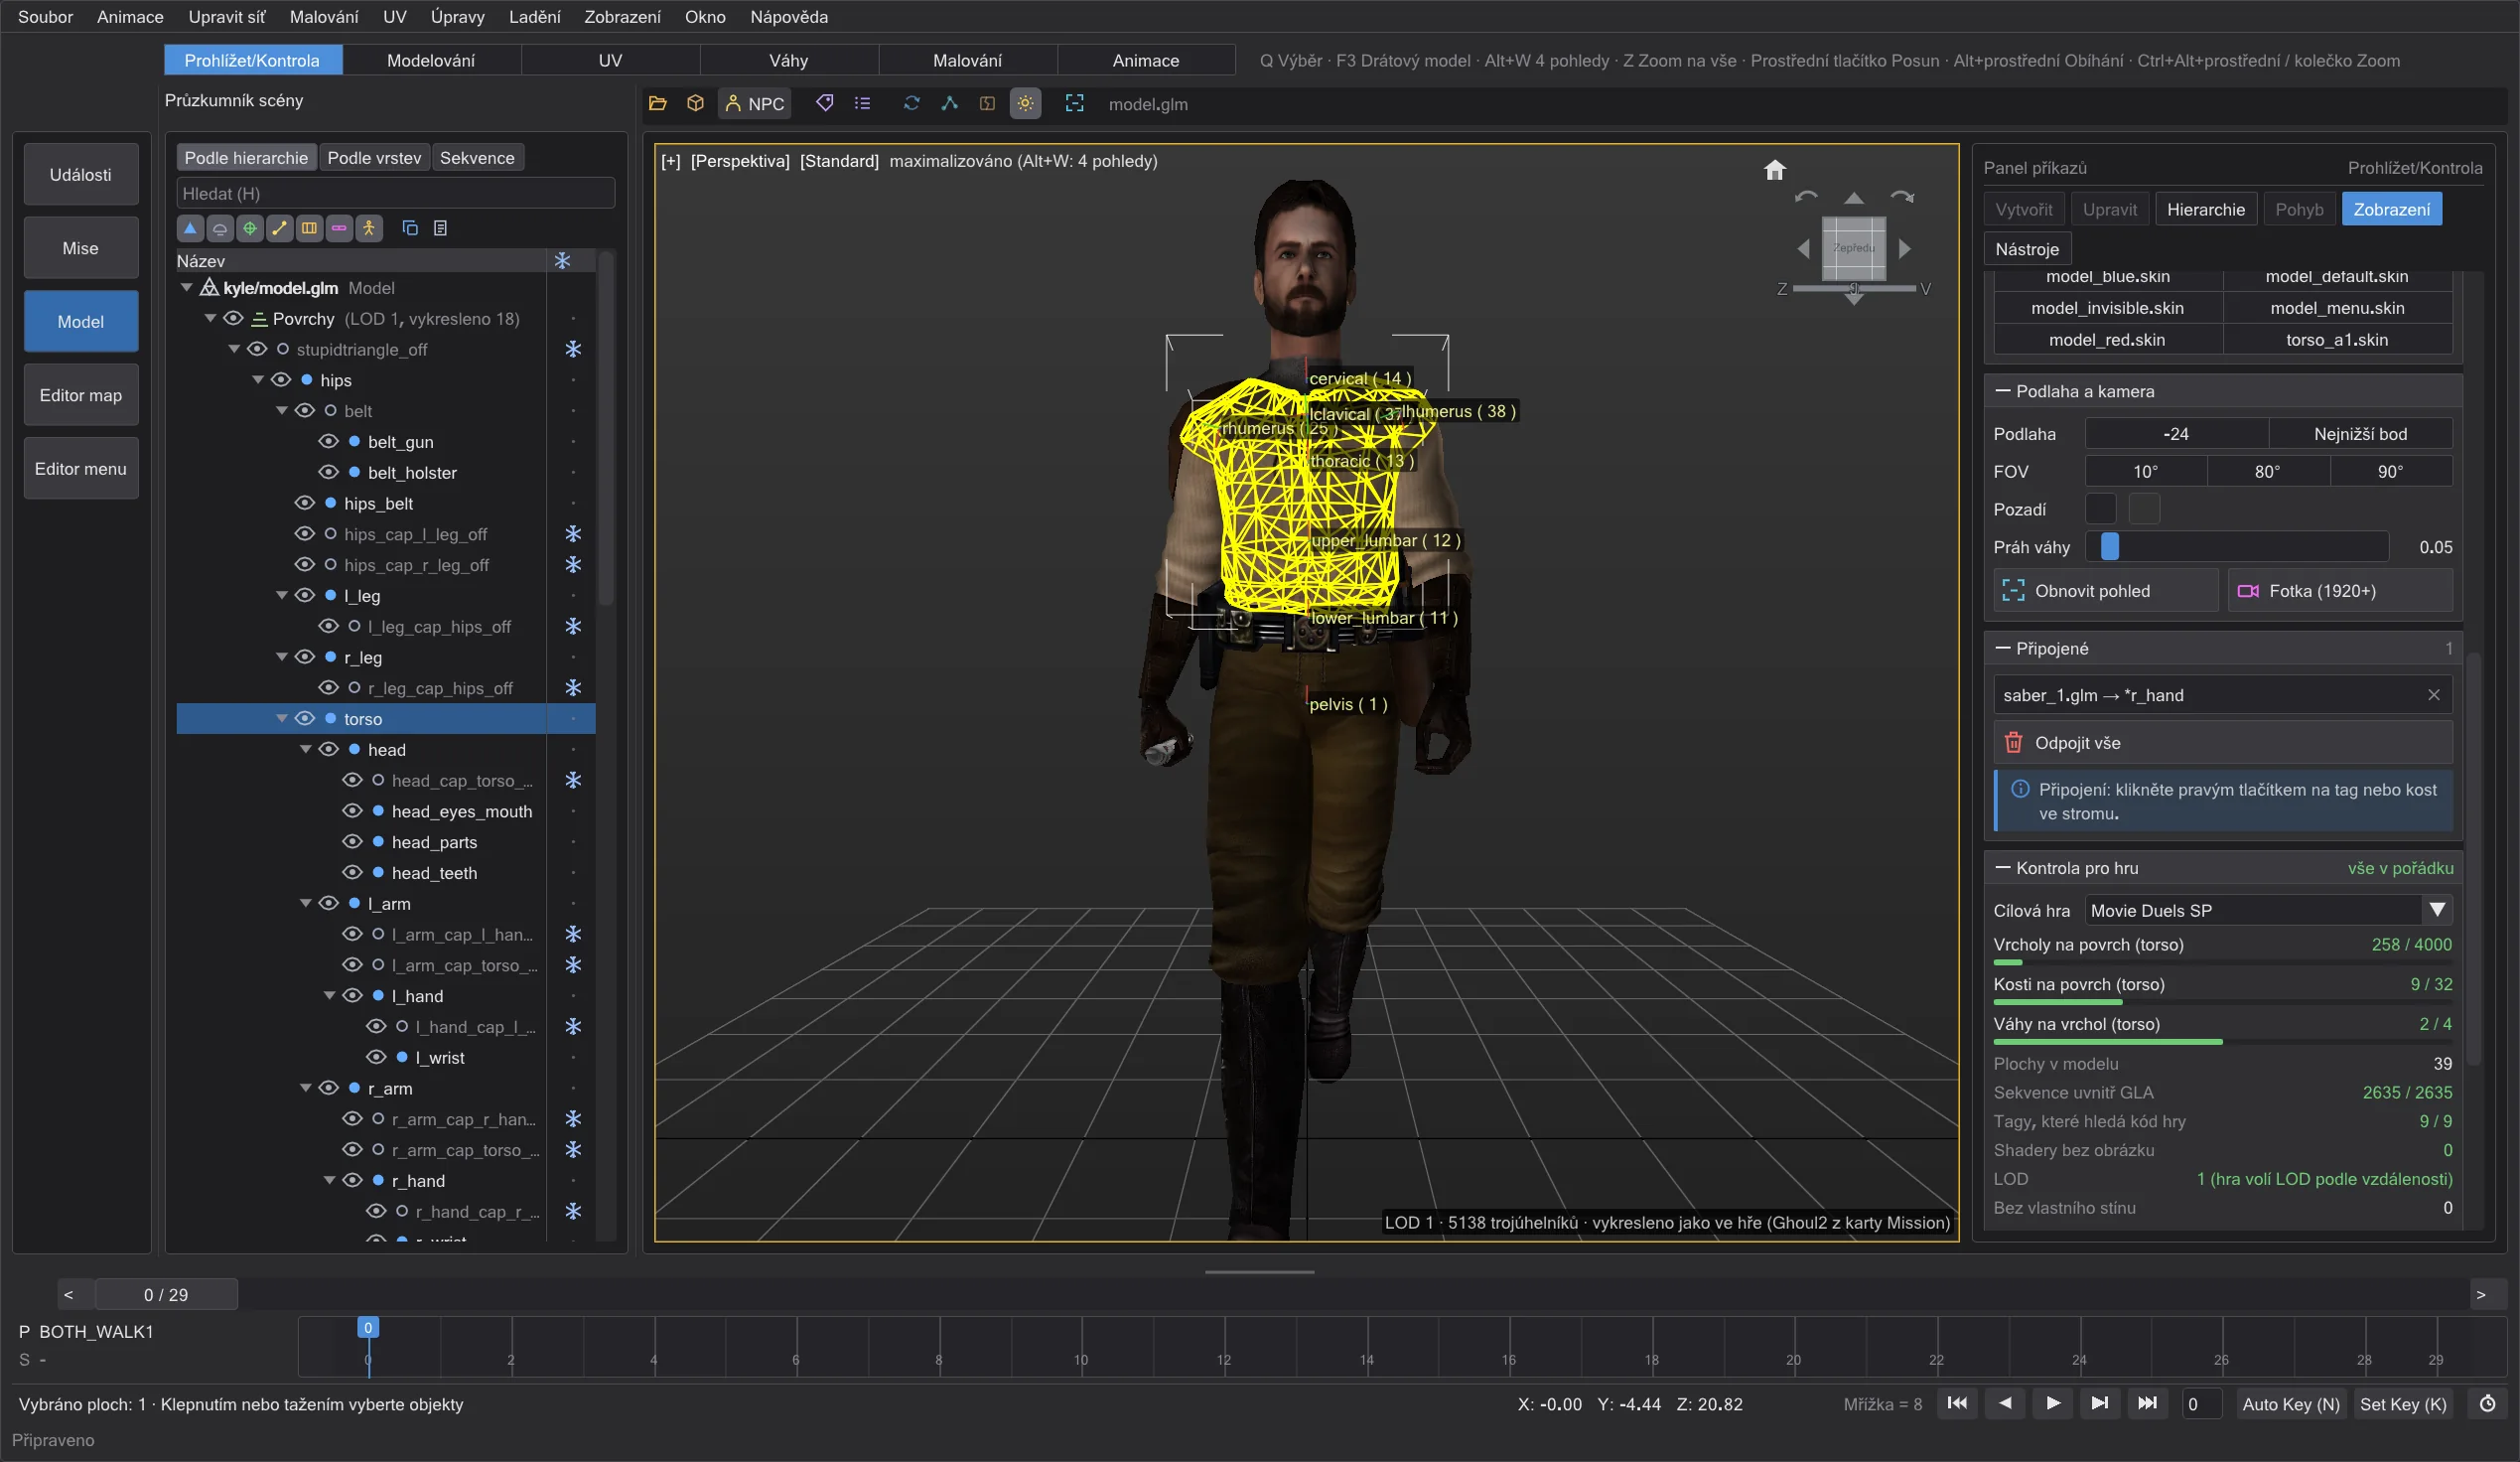 Soubor Animace Upravit síť Malování UV Úpravy Ladění Zobrazení Okno Nápověda
Prohlížet/Kontrola Modelování UV Váhy Malování Animace Q Výběr · F3 Drátový model · Alt+W 4 pohledy · Z Zoom na vše · Prostřední tlačítko Posun · Alt+prostřední Obíhání · Ctrl+Alt+prostřední / kolečko Zoom
Průzkumník scény
NPC model.glm
Události
Mise
Model
Editor map
Editor menu
Podle hierarchie Podle vrstev Sekvence
Hledat (H)
Název
kyle/model.glm Model
Povrchy (LOD 1, vykresleno 18)
stupidtriangle_off
hips
belt
belt_gun
belt_holster
hips_belt
hips_cap_l_leg_off
hips_cap_r_leg_off
l_leg
l_leg_cap_hips_off
r_leg
r_leg_cap_hips_off
torso
head
head_cap_torso_...
head_eyes_mouth
head_parts
head_teeth
l_arm
l_arm_cap_l_han...
l_arm_cap_torso_...
l_hand
l_hand_cap_l_...
l_wrist
r_arm
r_arm_cap_r_han...
r_arm_cap_torso_...
r_hand
r_hand_cap_r_...
r_wrist
[+] [Perspektiva] [Standard] maximalizováno (Alt+W: 4 pohledy)
Zepředu
Z J V
cervical ( 14 )
lclavical ( 37
lhumerus ( 38 )
rhumerus ( 25 )
thoracic ( 13 )
upper_lumbar ( 12 )
lower_lumbar ( 11 )
pelvis ( 1 )
LOD 1 · 5138 trojúhelníků · vykresleno jako ve hře (Ghoul2 z karty Mission)
Panel příkazů Prohlížet/Kontrola
Vytvořit Upravit Hierarchie Pohyb Zobrazení
Nástroje
model_blue.skin model_default.skin
model_invisible.skin model_menu.skin
model_red.skin torso_a1.skin
Podlaha a kamera
Podlaha -24 Nejnižší bod
FOV 10° 80° 90°
Pozadí
Práh váhy 0.05
Obnovit pohled Fotka (1920+)
Připojené 1
saber_1.glm → *r_hand
Odpojit vše
Připojení: klikněte pravým tlačítkem na tag nebo kost
ve stromu.
Kontrola pro hru vše v pořádku
Cílová hra Movie Duels SP
Vrcholy na povrch (torso) 258 / 4000
Kosti na povrch (torso) 9 / 32
Váhy na vrchol (torso) 2 / 4
Plochy v modelu 39
Sekvence uvnitř GLA 2635 / 2635
Tagy, které hledá kód hry 9 / 9
Shadery bez obrázku 0
LOD 1 (hra volí LOD podle vzdálenosti)
Bez vlastního stínu 0
< 0 / 29 >
P BOTH_WALK1
S -
0
0 2 4 6 8 10 12 14 16 18 20 22 24 26 28 29
Vybráno ploch: 1 · Klepnutím nebo tažením vyberte objekty X: -0.00 Y: -4.44 Z: 20.82 Mřížka = 8 0 Auto Key (N) Set Key (K)
Připraveno